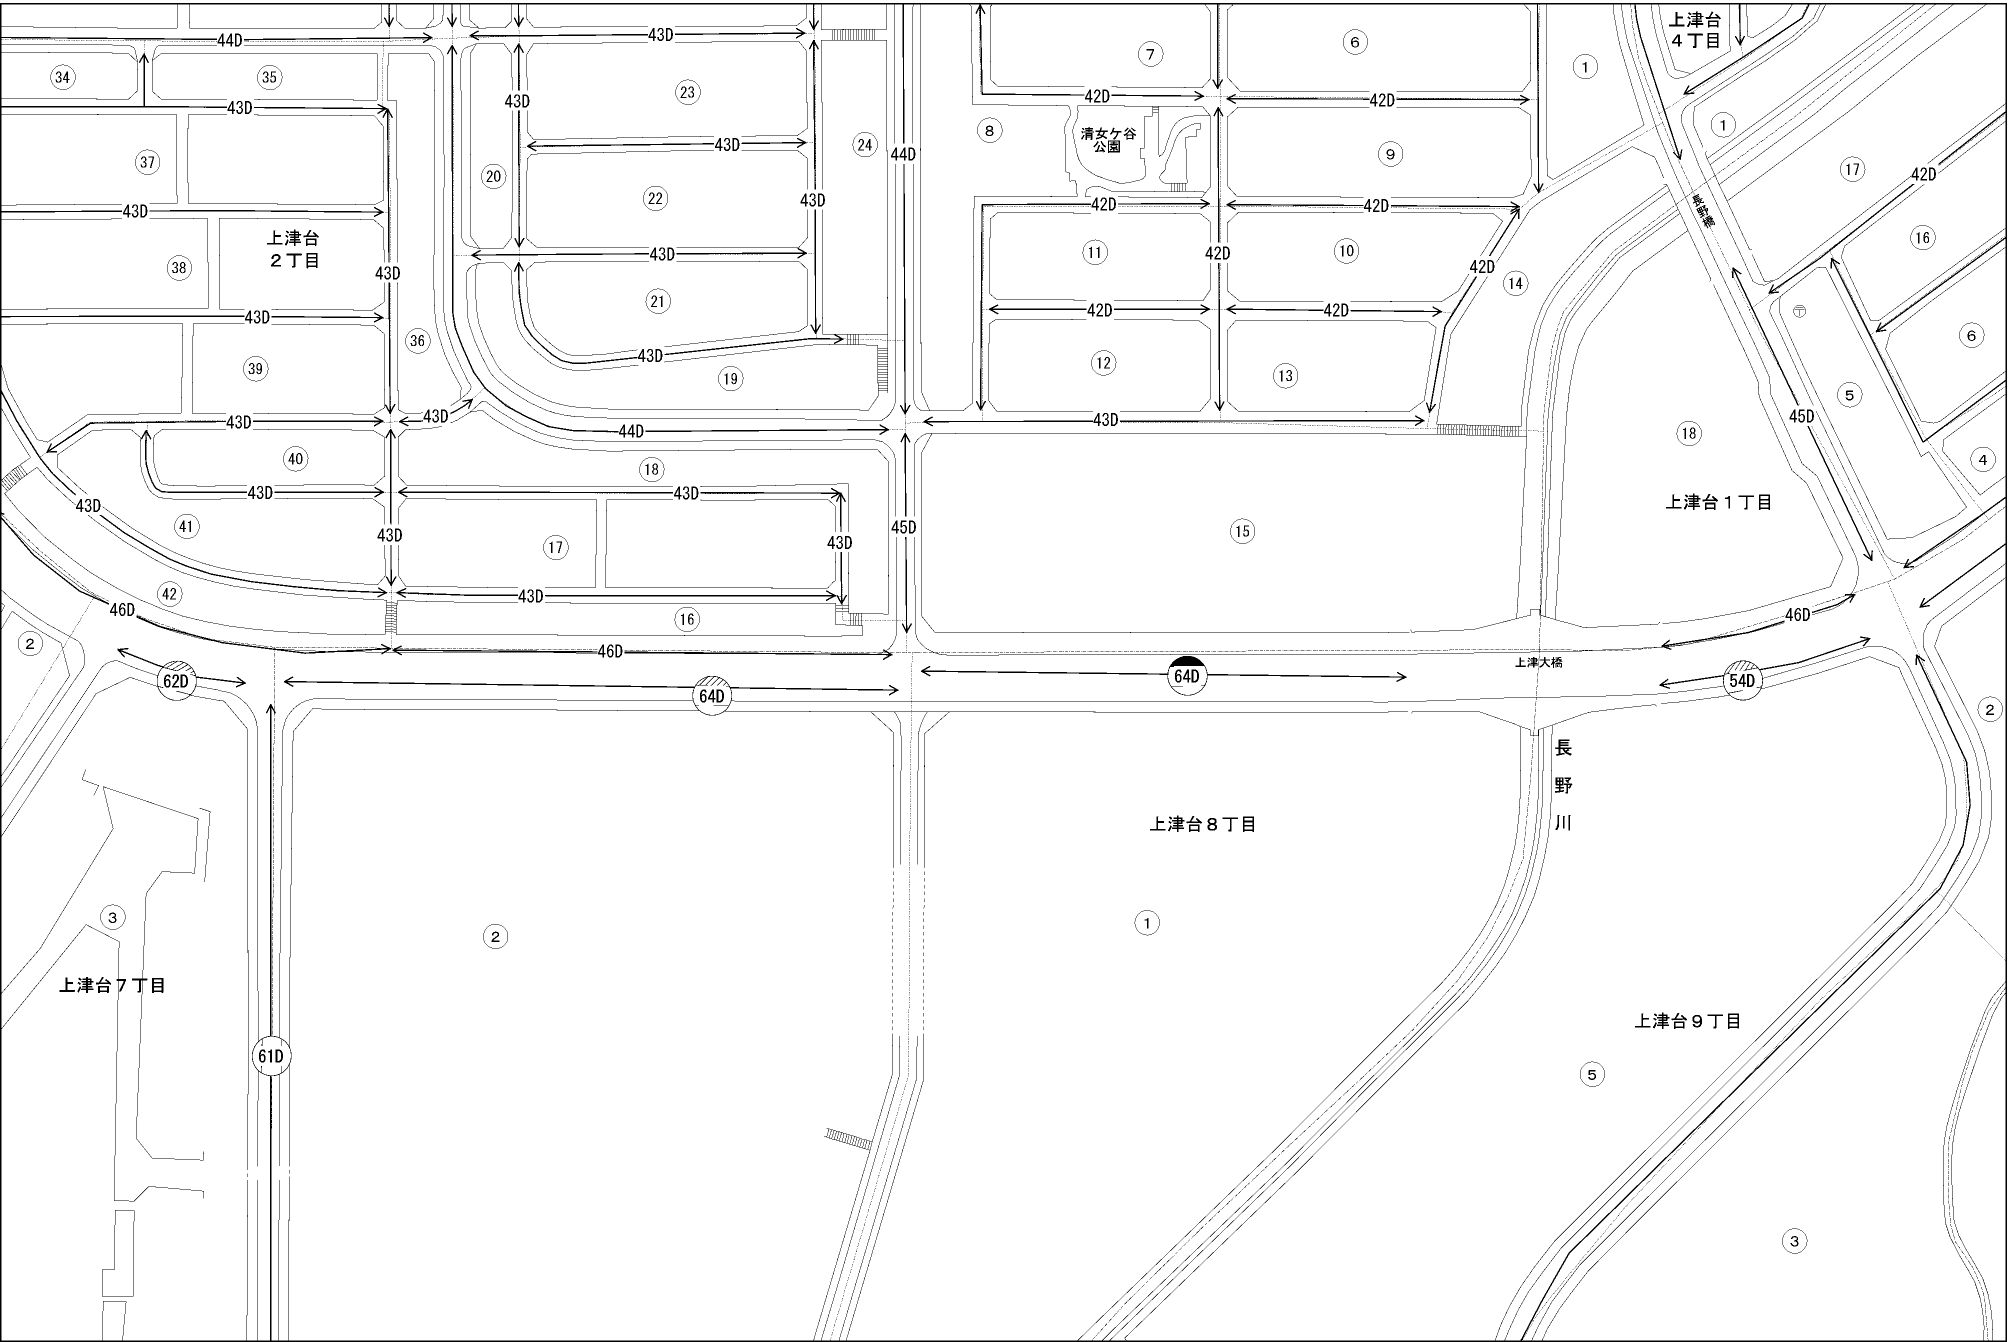 上津台
４丁目
44D
43D
7
6
1
34
35
23
43D
43D
42D
42D
1
8
清女ケ谷
公園
37
43D
24
44D
9
17
42D
20
22
43D
43D
42D
42D
長野橋
上津台
２丁目
38
43D
43D
11
42D
10
42D
14
16
21
43D
36
43D
42D
42D
〒
6
39
19
12
13
5
43D
43D
44D
43D
45D
18
4
40
18
43D
43D
上津台１丁目
43D
41
43D
17
43D
45D
15
42
43D
46D
16
46D
2
46D
上津大橋
62D
64D
64D
54D
2
長
野
川
上津台８丁目
3
2
1
上津台７丁目
上津台９丁目
61D
5
3